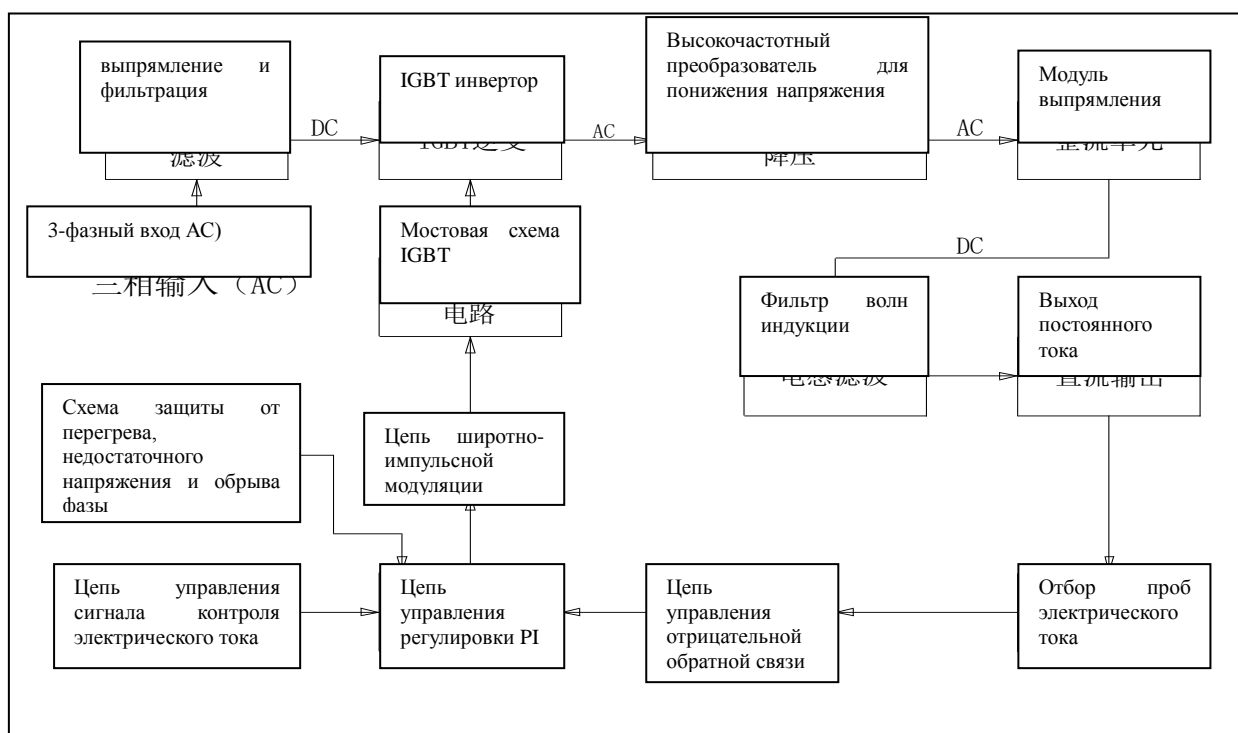 выпрямление и
фильтрация
IGBT инвертор
Высокочастотный
преобразователь для
понижения напряжения
Модуль
выпрямления
DC
AC
AC
滤波
IGBT逆变
降压
整流单元
3-фазный вход AC)
三相输入（AC）
Мостовая схема
IGBT
电路
DC
Фильтр волн
индукции
Выход
постоянного
тока
电感滤波
直流输出
Схема защиты от
перегрева,
недостаточного
напряжения и обрыва
фазы
Цепь широтно-
импульсной
модуляции
Цепь управления
сигнала контроля
электрического тока
Цепь
управления
регулировки PI
Цепь
управления
отрицательной
обратной связи
Отбор проб
электрического
тока